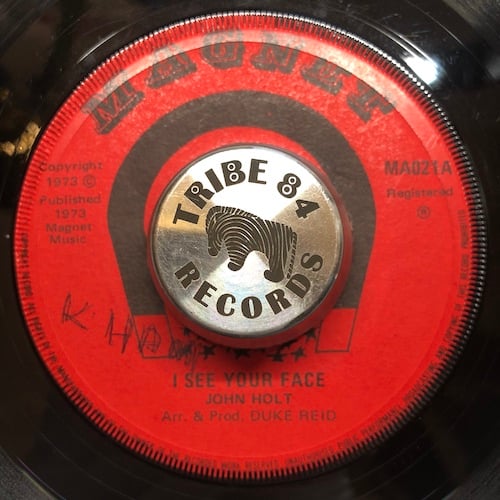 MAGNET
Copyright
1973 ©
Published
1973
Magnet
Music
MA021A
Registered
®
TRIBE 84
RECORDS
I SEE YOUR FACE
JOHN HOLT
Arr. & Prod. DUKE REID